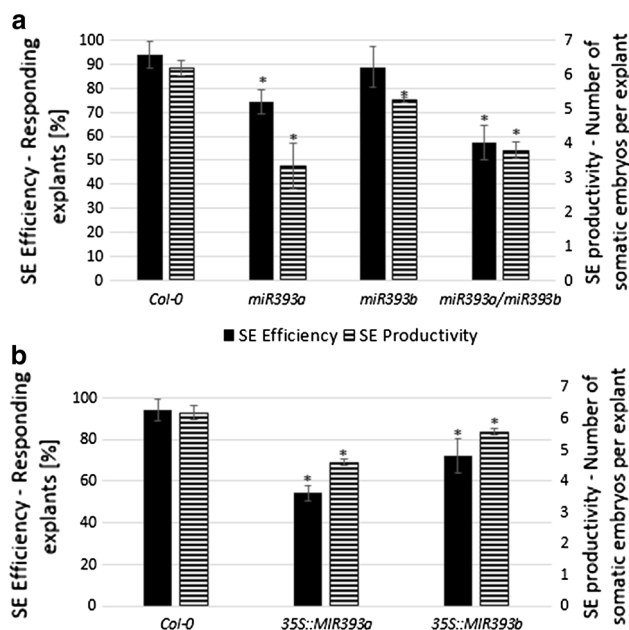 a
SE Efficiency - Responding
explants [%]
100
90
80
70
60
50
40
30
20
10
0
*
*
*
*
*
7
6
5
4
3
2
1
0
SE productivity - Number of
somatic embryos per explant
Col-0
miR393a
miR393b
miR393a/miR393b
SE Efficiency
SE Productivity
b
SE Efficiency - Responding
explants [%]
100
80
60
40
20
0
*
*
*
*
7
6
5
4
3
2
1
0
SE productivity - Number of
somatic embryos per explant
Col-0
35S::MIR393a
35S::MIR393b